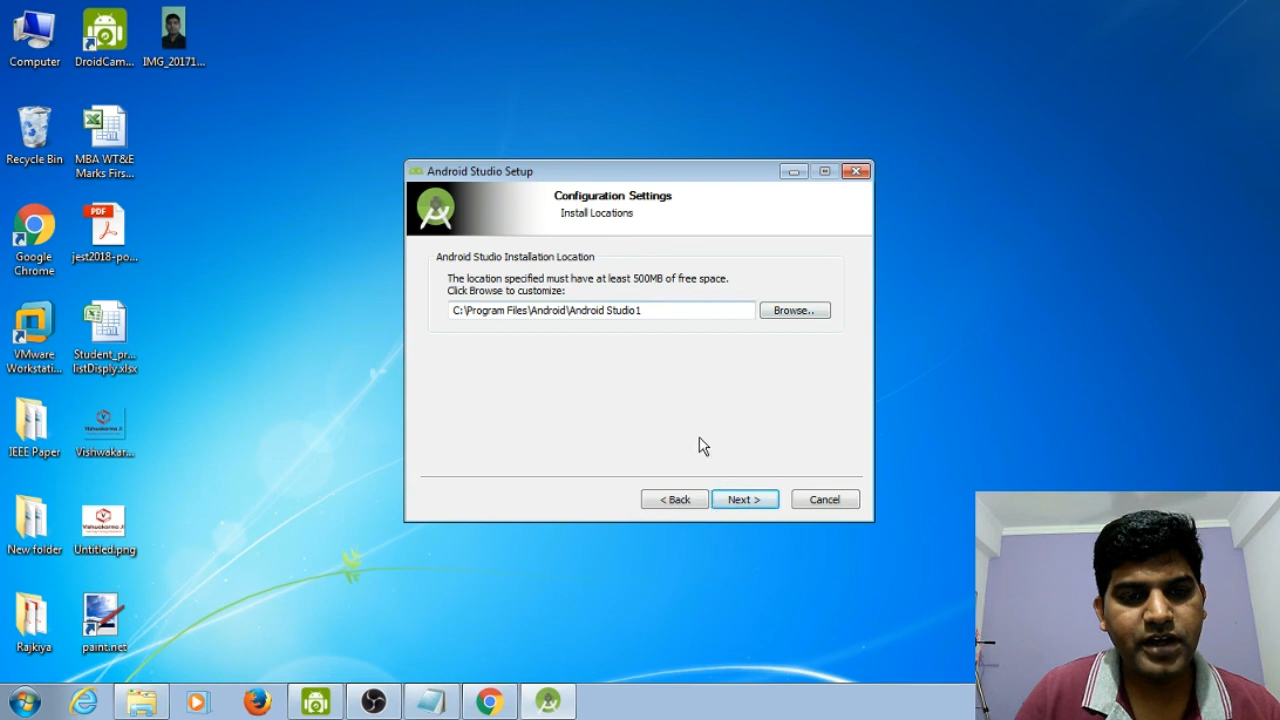 Computer
DroidCam...
IMG_20171...
Recycle Bin
MBA WT&E
Marks Firs...
Google
Chrome
PDF
jest2018-po...
VMware
Workstati...
Student_pr...
listDisply.xlsx
IEEE Paper
Vishwakar...
New folder
Untitled.png
Rajkiya
paint.net
Android Studio Setup
Configuration Settings
Install Locations
Android Studio Installation Location
The location specified must have at least 500MB of free space.
Click Browse to customize:
C:\Program Files\Android\Android Studio1
Browse..
< Back
Next >
Cancel